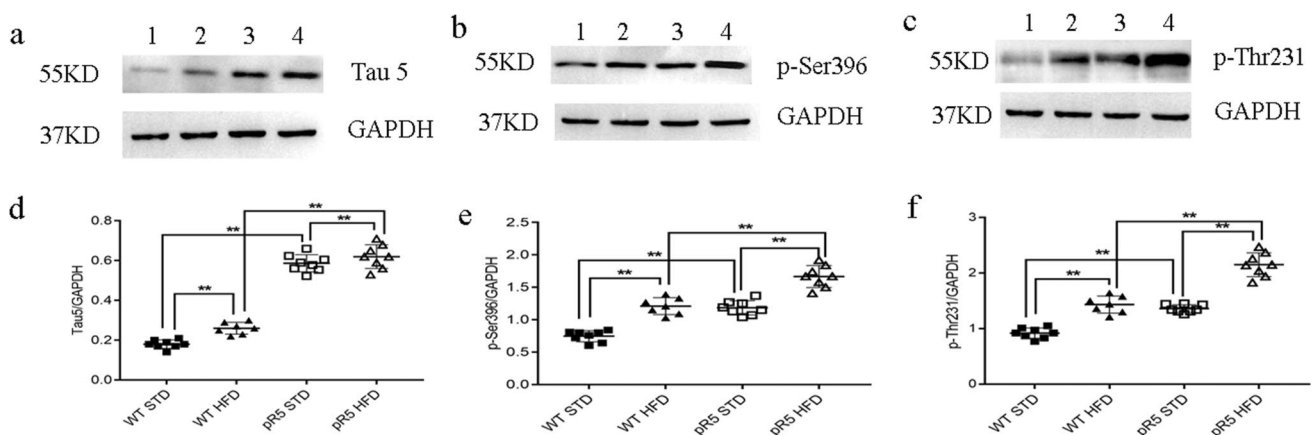 a
1 2 3 4
55KD
Tau 5
37KD
GAPDH
b
1 2 3 4
55KD
p-Ser396
37KD
GAPDH
c
1 2 3 4
55KD
p-Thr231
37KD
GAPDH
d
Tau5/GAPDH
0.8
0.6
0.4
0.2
0.0
**
**
**
**
WT STD
WT HFD
pR5 STD
pR5 HFD
e
p-Ser396/GAPDH
2.5
2.0
1.5
1.0
0.5
0.0
**
**
**
**
WT STD
WT HFD
pR5 STD
pR5 HFD
f
p-Thr231/GAPDH
3
2
1
0
**
**
**
**
WT STD
WT HFD
pR5 STD
pR5 HFD